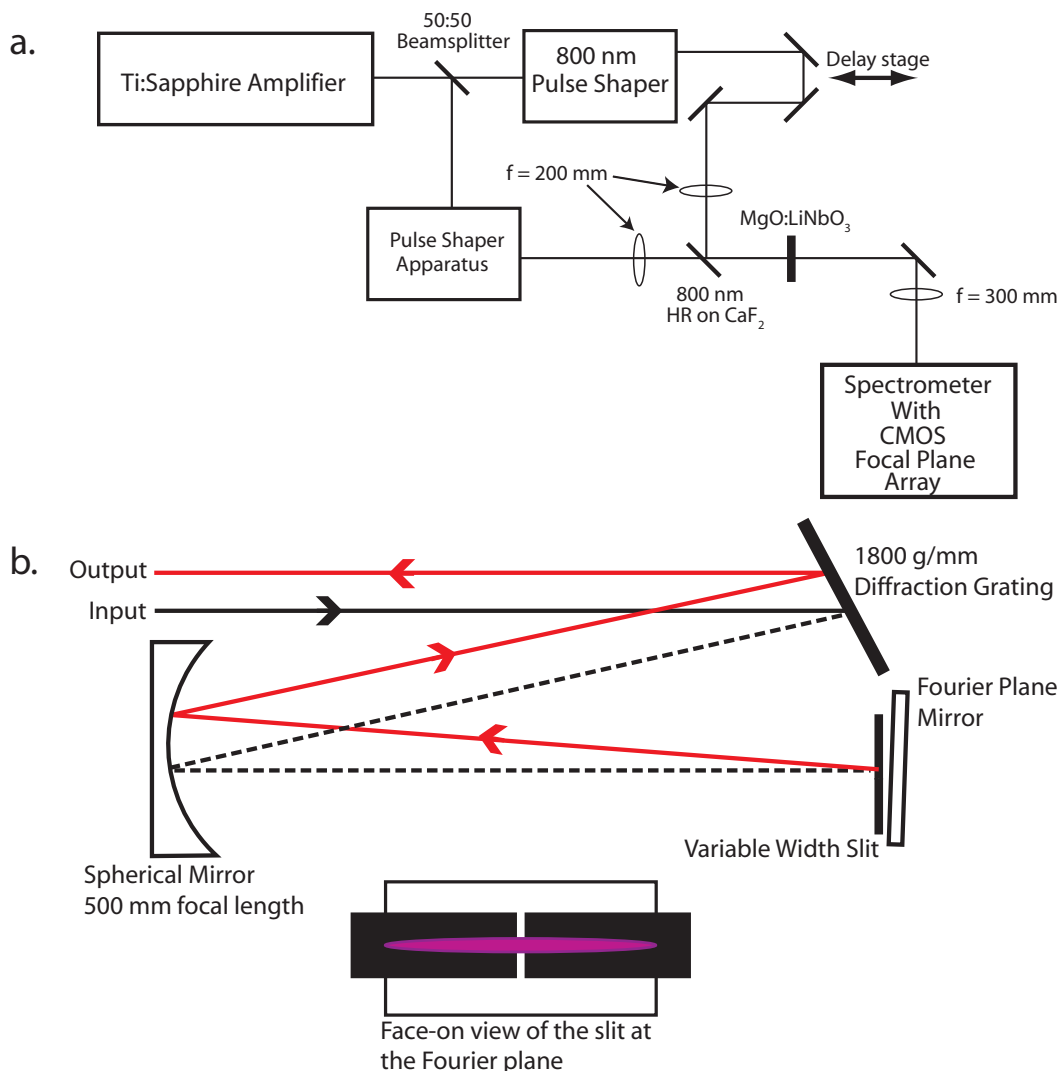 a.
50:50
Beamsplitter
Ti:Sapphire Amplifier
800 nm
Pulse Shaper
Delay stage
f = 200 mm
MgO:LiNbO3
Pulse Shaper
Apparatus
800 nm
HR on CaF2
f = 300 mm
Spectrometer
With
CMOS
Focal Plane
Array
b.
Output
Input
1800 g/mm
Diffraction Grating
Fourier Plane
Mirror
Variable Width Slit
Spherical Mirror
500 mm focal length
Face-on view of the slit at
the Fourier plane